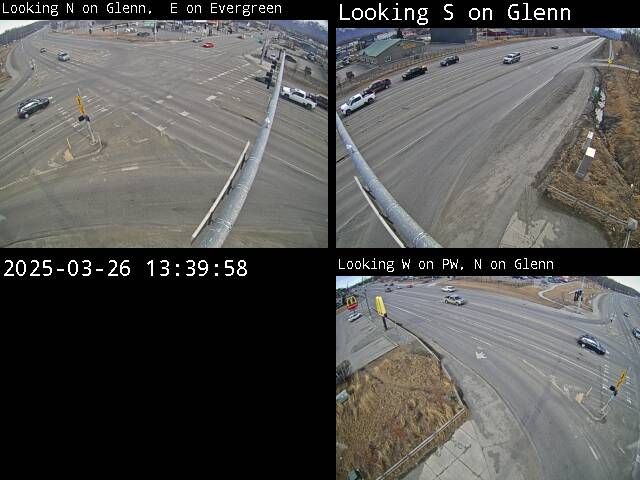 Looking N on Glenn,  E on Evergreen
Looking S on Glenn
2025-03-26 13:39:58
Looking W on PW, N on Glenn